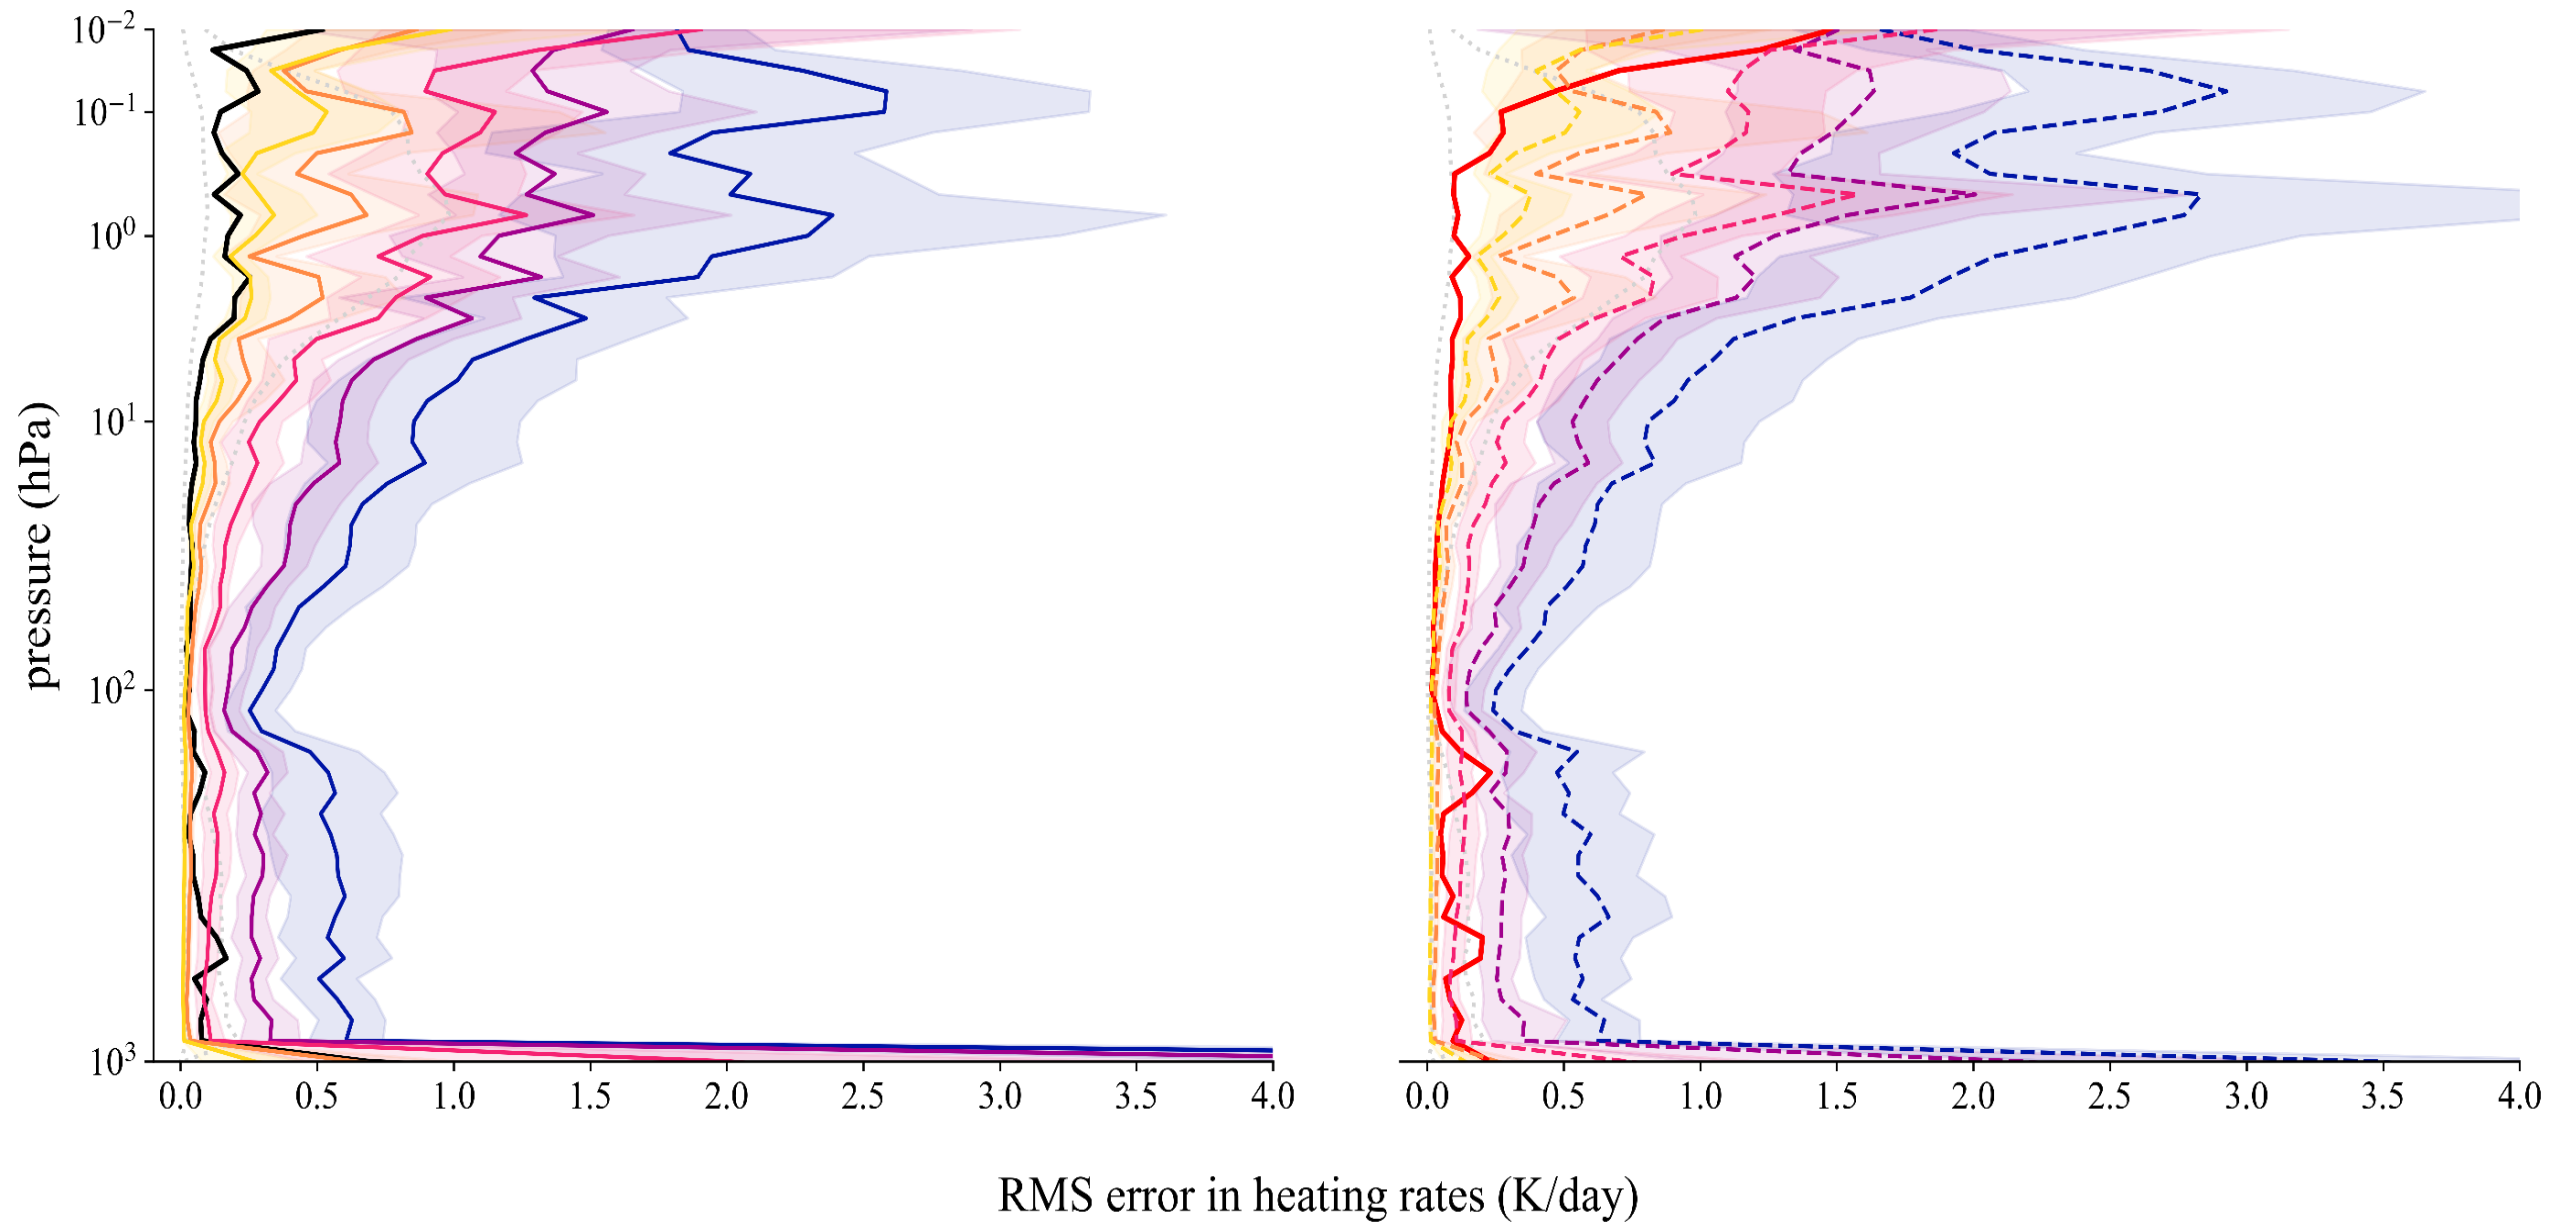 10⁻²
10⁻¹
10⁰
10¹
10²
10³
pressure (hPa)
0.0 0.5 1.0 1.5 2.0 2.5 3.0 3.5 4.0
0.0 0.5 1.0 1.5 2.0 2.5 3.0 3.5 4.0
RMS error in heating rates (K/day)